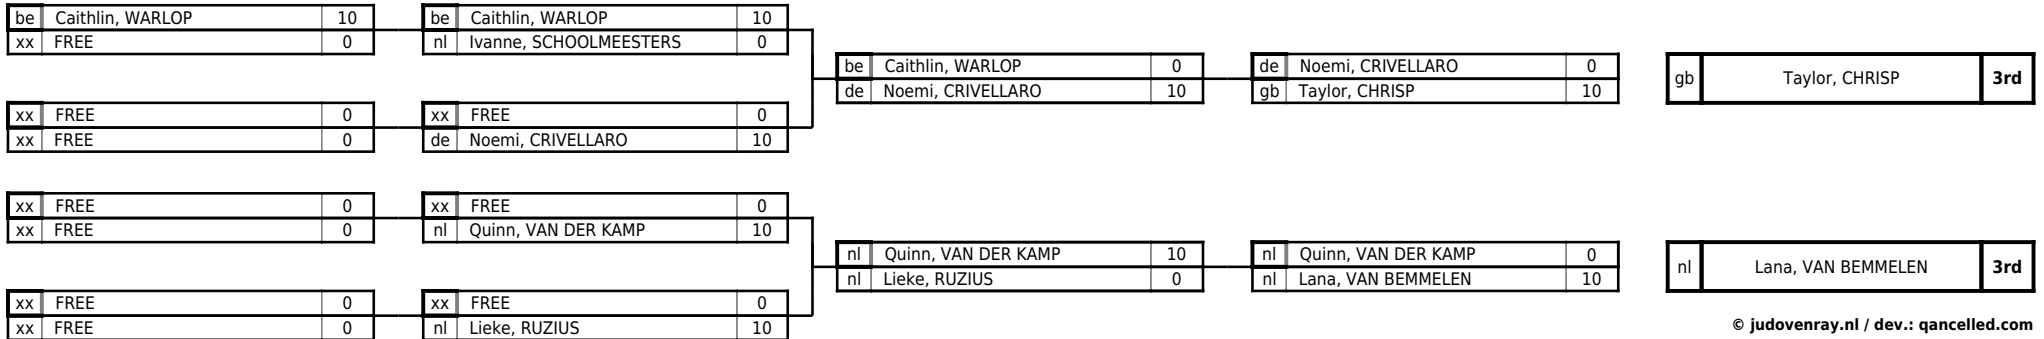 be Caithlin, WARLOP 10
xx FREE 0
xx FREE 0
xx FREE 0
xx FREE 0
xx FREE 0
xx FREE 0
xx FREE 0
be Caithlin, WARLOP 10
nl Ivanne, SCHOOLMEESTERS 0
xx FREE 0
de Noemi, CRIVELLARO 10
xx FREE 0
nl Quinn, VAN DER KAMP 10
xx FREE 0
nl Lieke, RUZIUS 10
be Caithlin, WARLOP 0
de Noemi, CRIVELLARO 10
nl Quinn, VAN DER KAMP 10
nl Lieke, RUZIUS 0
de Noemi, CRIVELLARO 0
gb Taylor, CHRISP 10
nl Quinn, VAN DER KAMP 0
nl Lana, VAN BEMMELEN 10
gb Taylor, CHRISP 3rd
nl Lana, VAN BEMMELEN 3rd
© judovenray.nl / dev.: qancelled.com